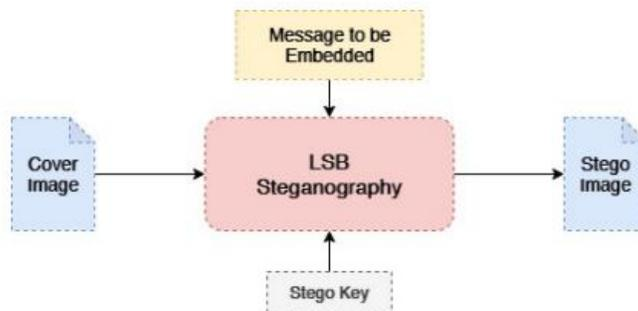 Message to be
Embedded
Cover
Image
LSB
Steganography
Stego
Image
Stego Key